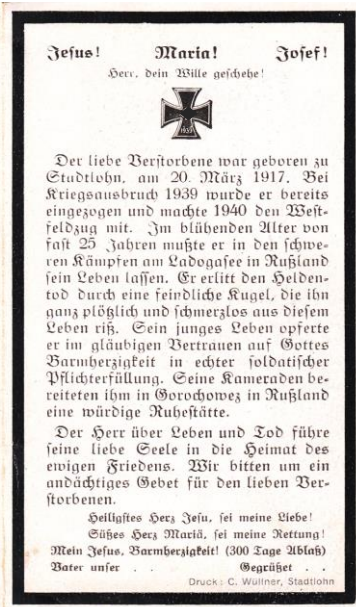 Jesus! Maria! Josef!
Herr, dein Wille geschehe!
1939
Der liebe Verstorbene war geboren zu
Stadtlohn, am 20. März 1917. Bei
Kriegsausbruch 1939 wurde er bereits
eingezogen und machte 1940 den West-
feldzug mit. Im blühenden Alter von
fast 25 Jahren mußte er in den schwe-
ren Kämpfen am Ladogasee in Rußland
sein Leben lassen. Er erlitt den Helden-
tod durch eine feindliche Kugel, die ihn
ganz plötzlich und schmerzlos aus diesem
Leben riß. Sein junges Leben opferte
er im gläubigen Vertrauen auf Gottes
Barmherzigkeit in echter soldatischer
Pflichterfüllung. Seine Kameraden be-
reiteten ihm in Gorochowez in Rußland
eine würdige Ruhestätte.
Der Herr über Leben und Tod führe
seine liebe Seele in die Heimat des
ewigen Friedens. Wir bitten um ein
andächtiges Gebet für den lieben Ver-
storbenen.
Heiligstes Herz Jesu, sei meine Liebe!
Süßes Herz Mariä, sei meine Rettung!
Mein Jesus, Barmherzigkeit! (300 Tage Ablaß)
Vater unser . . Gegrüßet . .
Druck: C. Wüllner, Stadtlohn